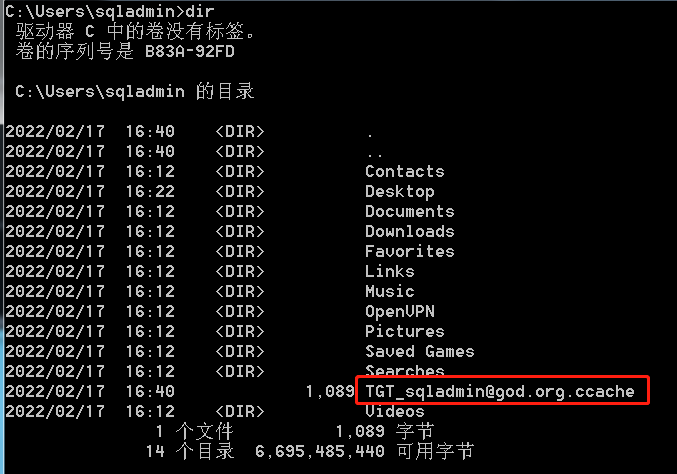 C:\Users\sqladmin>dir
驱动器 C 中的卷没有标签。
卷的序列号是 B83A-92FD
C:\Users\sqladmin 的目录
2022/02/17  16:40    <DIR>          .
2022/02/17  16:40    <DIR>          ..
2022/02/17  16:12    <DIR>          Contacts
2022/02/17  16:22    <DIR>          Desktop
2022/02/17  16:12    <DIR>          Documents
2022/02/17  16:12    <DIR>          Downloads
2022/02/17  16:12    <DIR>          Favorites
2022/02/17  16:12    <DIR>          Links
2022/02/17  16:12    <DIR>          Music
2022/02/17  16:12    <DIR>          OpenVPN
2022/02/17  16:12    <DIR>          Pictures
2022/02/17  16:12    <DIR>          Saved Games
2022/02/17  16:12    <DIR>          Searches
2022/02/17  16:40             1,089 TGT_sqladmin@god.org.ccache
2022/02/17  16:12    <DIR>          Videos
1 个文件          1,089 字节
14 个目录  6,695,485,440 可用字节